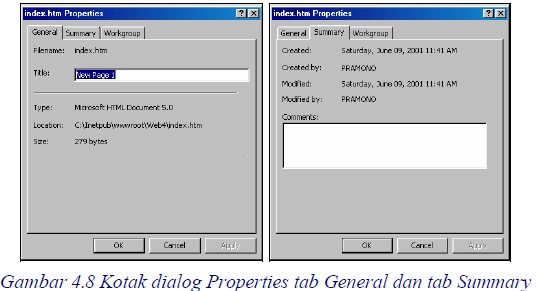 index.htm Properties
General Summary Workgroup
Filename: index.htm
Title: New Page 1
Type: Microsoft HTML Document 5.0
Location: C:\Inetpub\wwwroot\Web4\index.htm
Size: 279 bytes
OK Cancel Apply
index.htm Properties
General Summary Workgroup
Created: Saturday, June 09, 2001 11:41 AM
Created by: PRAMONO
Modified: Saturday, June 09, 2001 11:41 AM
Modified by: PRAMONO
Comments:
OK Cancel Apply
Gambar 4.8 Kotak dialog Properties tab General dan tab Summary